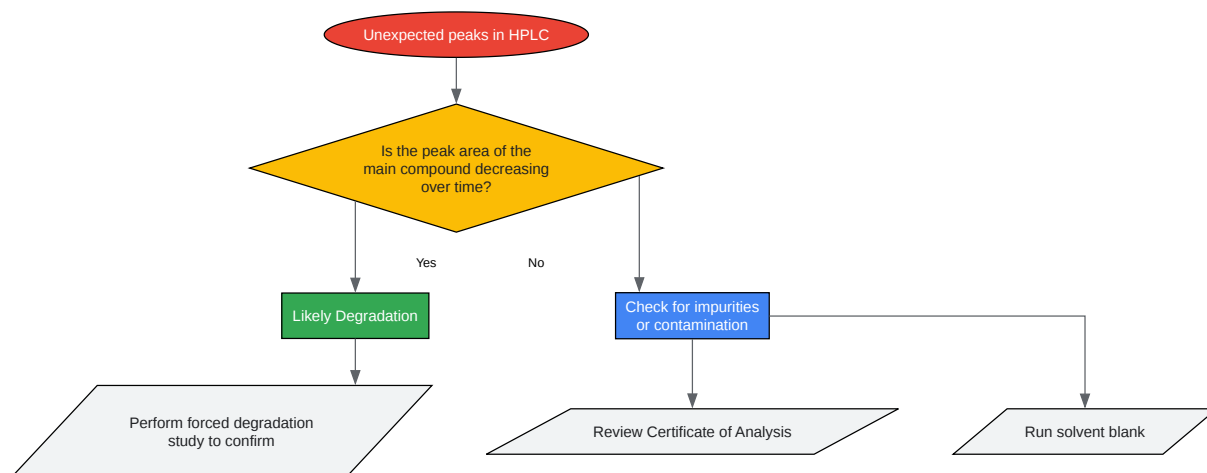 Unexpected peaks in HPLC
Is the peak area of the
main compound decreasing
over time?
Yes
No
Likely Degradation
Check for impurities
or contamination
Perform forced degradation
study to confirm
Review Certificate of Analysis
Run solvent blank